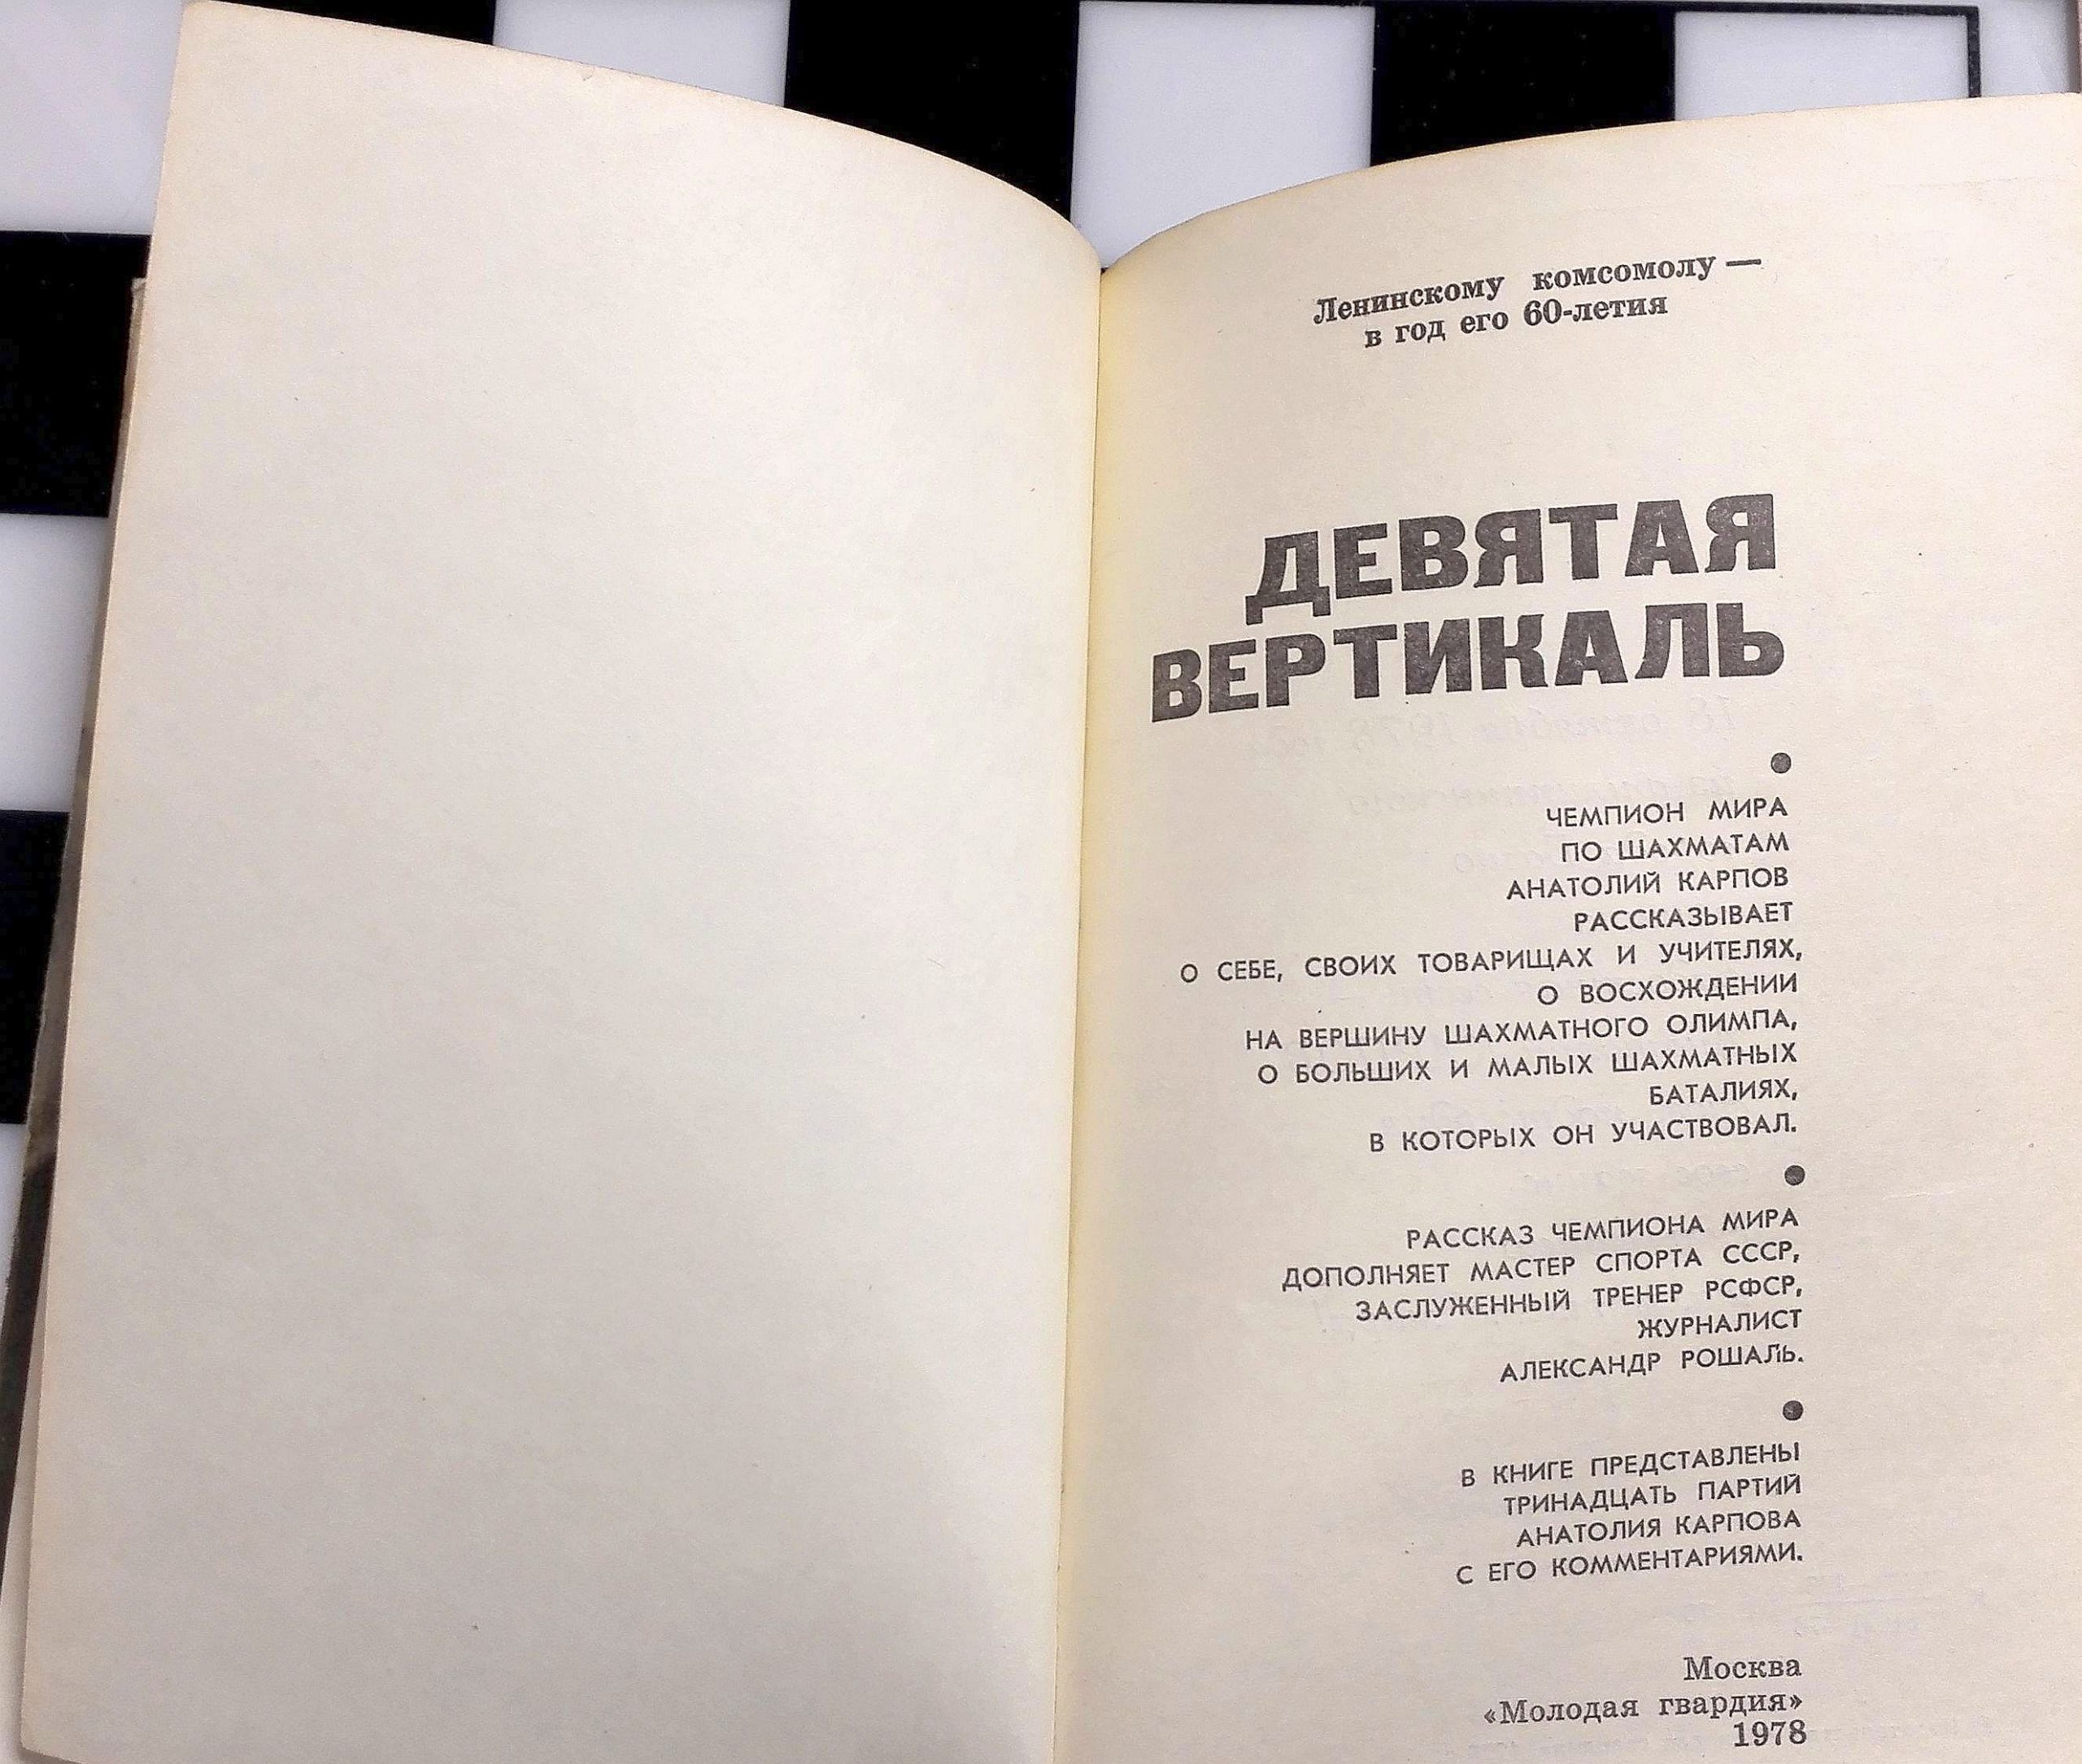 Ленинскому комсомолу —
в год его 60-летия
ДЕВЯТАЯ
ВЕРТИКАЛЬ
●
ЧЕМПИОН МИРА
ПО ШАХМАТАМ
АНАТОЛИЙ КАРПОВ
РАССКАЗЫВАЕТ
О СЕБЕ, СВОИХ ТОВАРИЩАХ И УЧИТЕЛЯХ,
О ВОСХОЖДЕНИИ
НА ВЕРШИНУ ШАХМАТНОГО ОЛИМПА,
О БОЛЬШИХ И МАЛЫХ ШАХМАТНЫХ
БАТАЛИЯХ,
В КОТОРЫХ ОН УЧАСТВОВАЛ.
●
РАССКАЗ ЧЕМПИОНА МИРА
ДОПОЛНЯЕТ МАСТЕР СПОРТА СССР,
ЗАСЛУЖЕННЫЙ ТРЕНЕР РСФСР,
ЖУРНАЛИСТ
АЛЕКСАНДР РОШАЛЬ.
●
В КНИГЕ ПРЕДСТАВЛЕНЫ
ТРИНАДЦАТЬ ПАРТИЙ
АНАТОЛИЯ КАРПОВА
С ЕГО КОММЕНТАРИЯМИ.
Москва
«Молодая гвардия»
1978